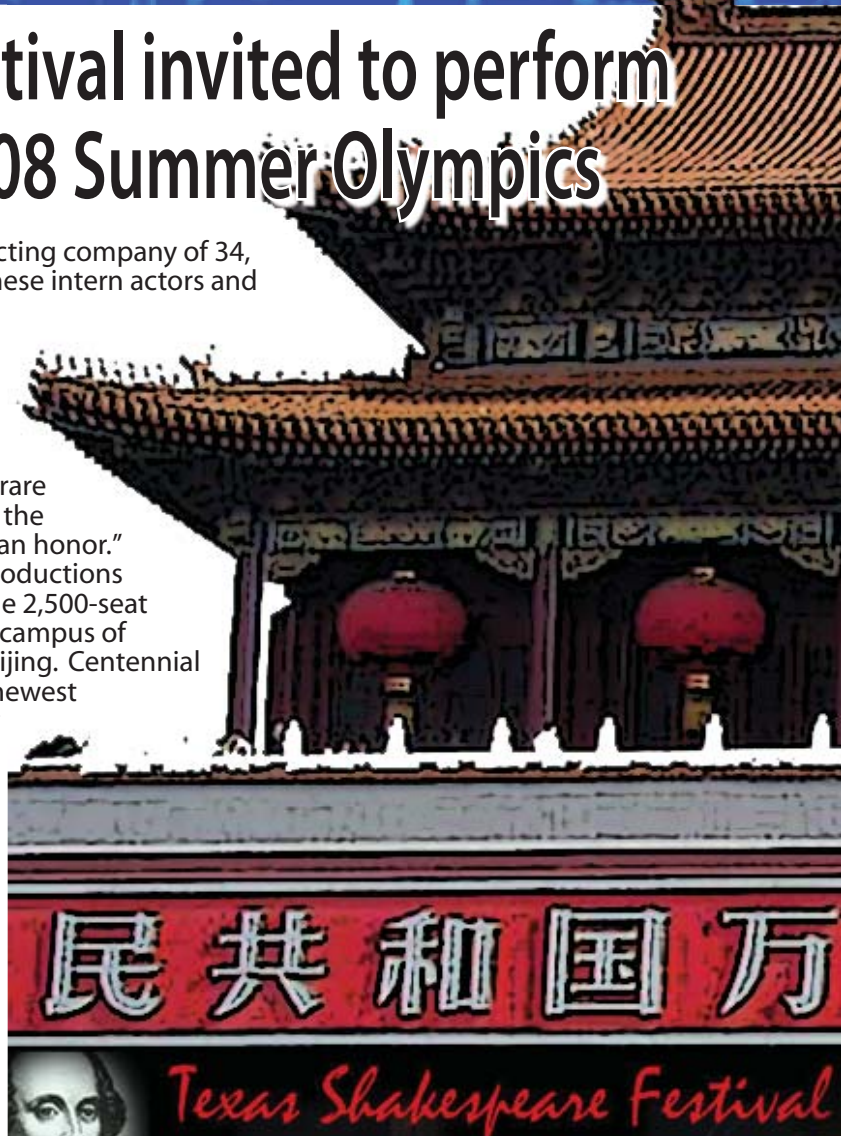 tival invited to perform
08 Summer Olympics
cting company of 34,
nese intern actors and
rare
the
an honor.”
oductions
e 2,500-seat
campus of
ijing. Centennial
newest
民共和国万
Texas Shakespeare Festival